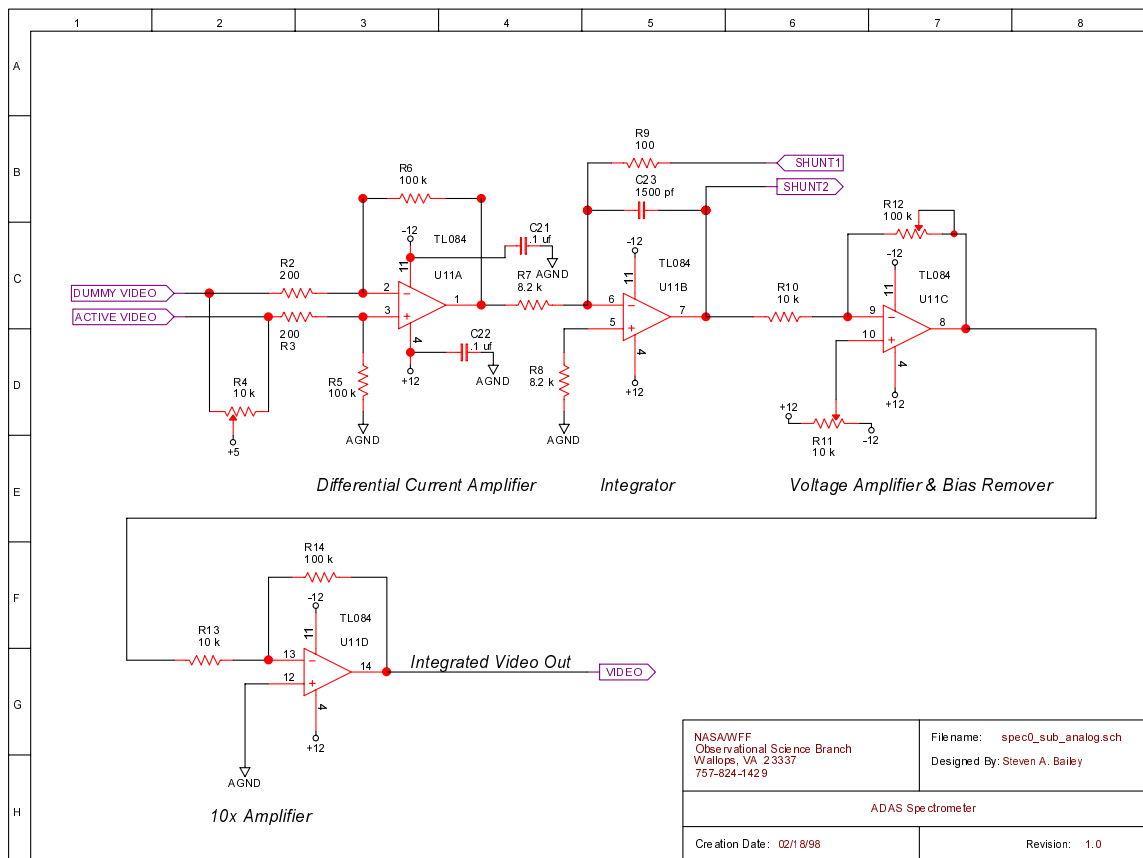 1 2 3 4 5 6 7 8
A
B
C
D
E
F
G
H
R9
100
SHUNT1
C23
1500 pf
SHUNT2
R6
100 k
R12
100 k
-12
TL084
11
U11A
C21
.1 uf
AGND
-12
TL084
11
U11B
-12
TL084
11
U11C
DUMMY VIDEO
R2
200
2
1
R7
8.2 k
6
7
R10
10 k
9
8
ACTIVE VIDEO
200
R3
3
5
10
4
+12
C22
.1 uf
AGND
4
+12
4
+12
R4
10 k
+5
R5
100 k
AGND
R8
8.2 k
AGND
+12
R11
10 k
-12
Differential Current Amplifier
Integrator
Voltage Amplifier & Bias Remover
R14
100 k
-12
TL084
11
U11D
R13
10 k
13
14
12
4
+12
Integrated Video Out
VIDEO
AGND
10x Amplifier
NASA/WFF
Observational Science Branch
Wallops, VA 23337
757-824-1429
Filename: spec0_sub_analog.sch
Designed By: Steven A. Bailey
ADAS Spectrometer
Creation Date: 02/18/98
Revision: 1.0